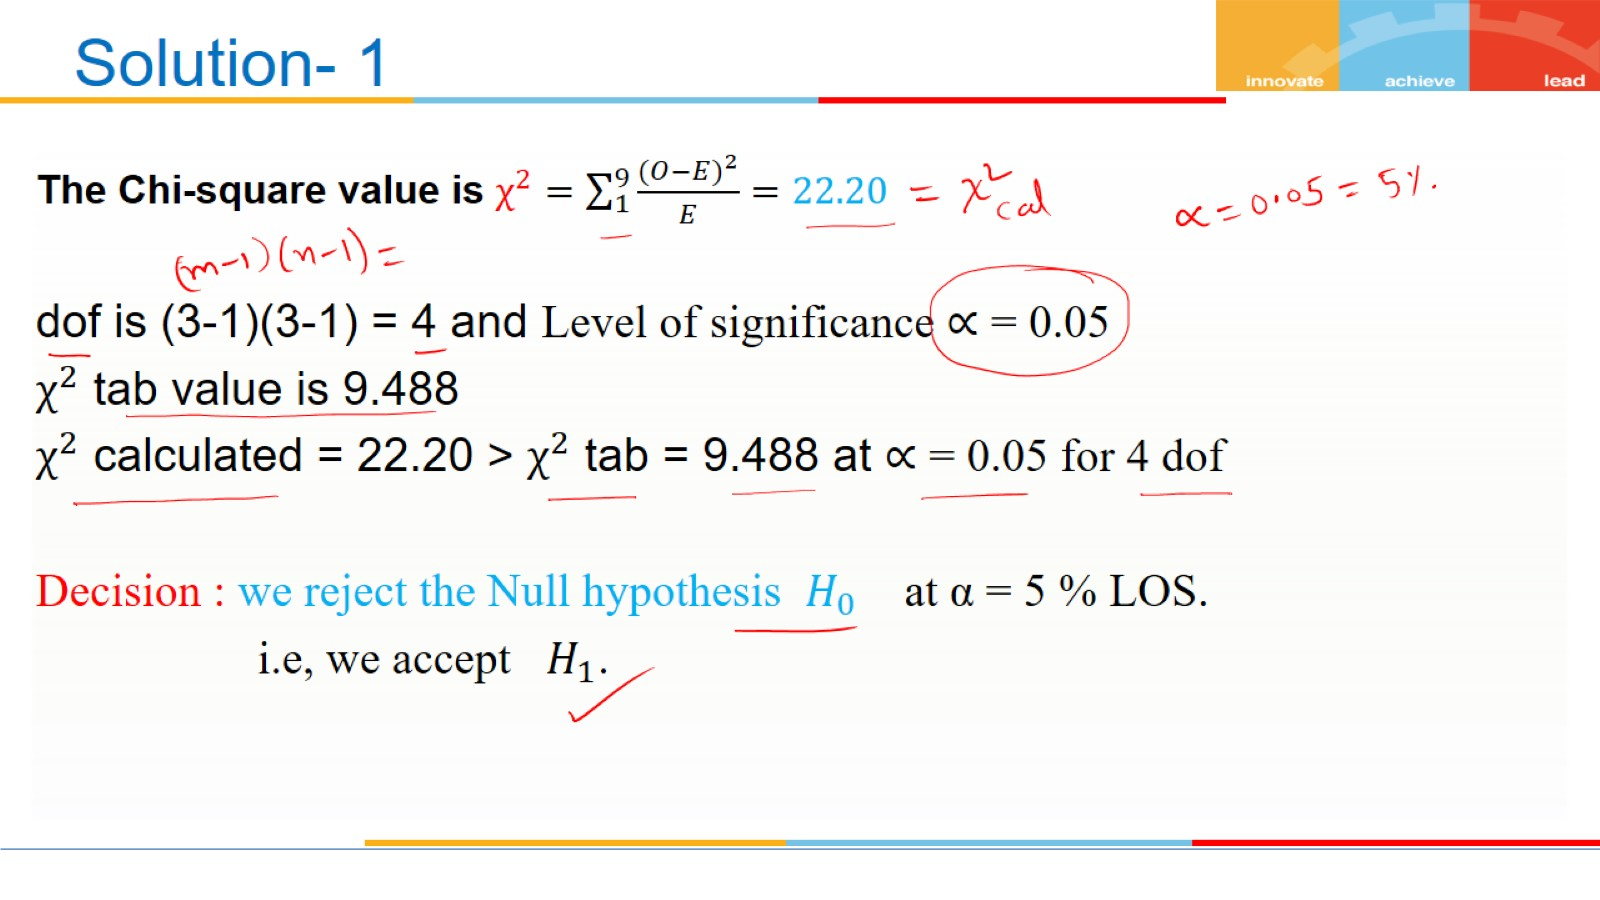 Solution- 1
innovate achieve lead
The Chi-square value is χ² = ∑₁⁹ (O−E)²/E = 22.20 = χ²cal
α = 0.05 = 5%.
(m-1)(n-1) =
dof is (3-1)(3-1) = 4 and Level of significance ∝ = 0.05
χ² tab value is 9.488
χ² calculated = 22.20 > χ² tab = 9.488 at ∝ = 0.05 for 4 dof
Decision : we reject the Null hypothesis H₀ at α = 5 % LOS.
i.e, we accept H₁.